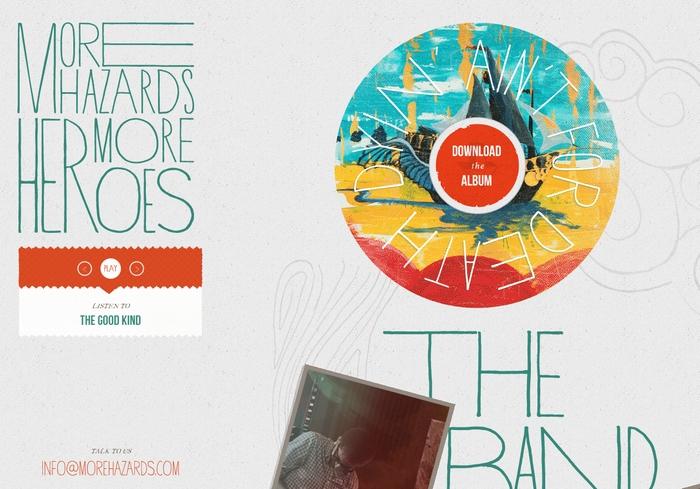 MORE
HAZARDS
MORE
HEROES
PLAY
LISTEN TO
THE GOOD KIND
TALK TO US
INFO@MOREHAZARDS.COM
DYIN' AIN'T FOR DEATH
DOWNLOAD
the
ALBUM
THE
BAND